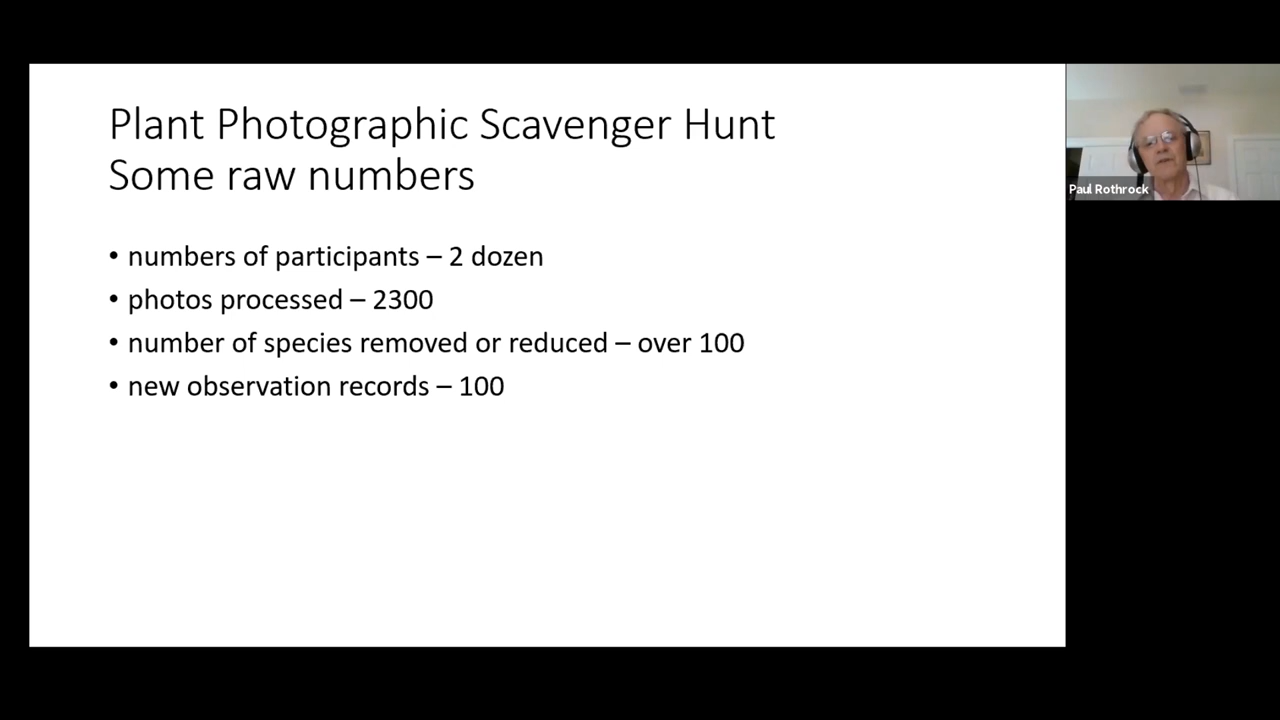 Plant Photographic Scavenger Hunt
Some raw numbers
• numbers of participants – 2 dozen
• photos processed – 2300
• number of species removed or reduced – over 100
• new observation records – 100
Paul Rothrock